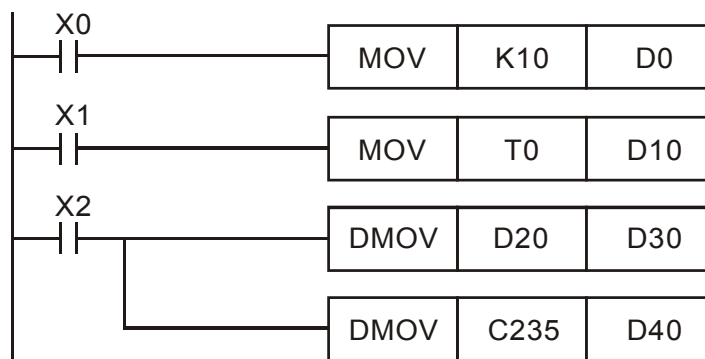 X0
MOV K10 D0
X1
MOV T0 D10
X2
DMOV D20 D30
DMOV C235 D40